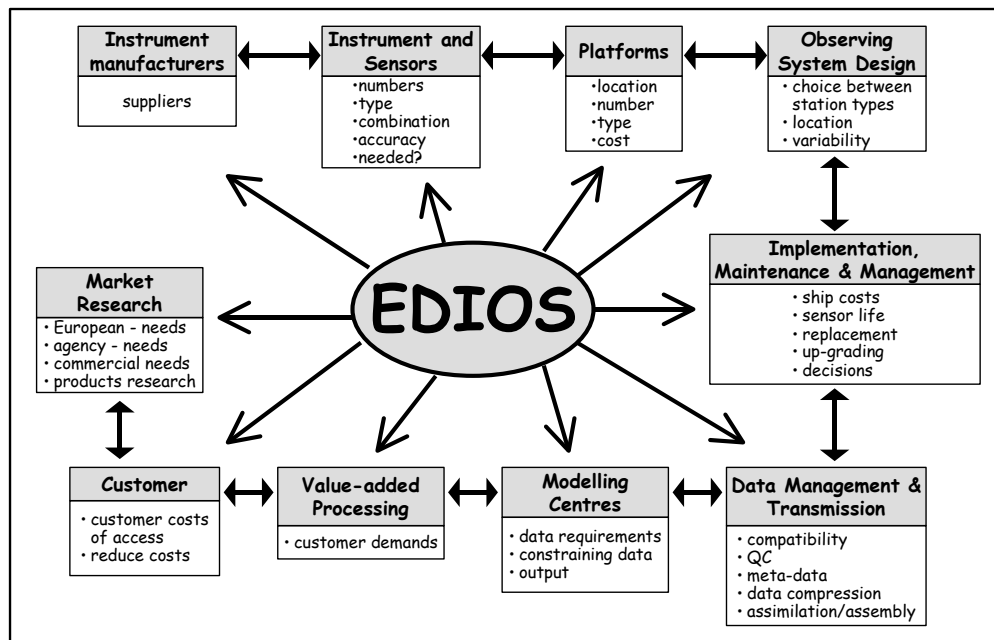 Instrument
manufacturers
suppliers
Instrument and
Sensors
•numbers
•type
•combination
•accuracy
•needed?
Platforms
•location
•number
•type
•cost
Observing
System Design
• choice between
station types
• location
• variability
EDIOS
Market
Research
• European - needs
• agency - needs
• commercial needs
• products research
Implementation,
Maintenance & Management
• ship costs
• sensor life
• replacement
• up-grading
• decisions
Customer
• customer costs
of access
• reduce costs
Value-added
Processing
• customer demands
Modelling
Centres
• data requirements
• constraining data
• output
Data Management &
Transmission
• compatibility
• QC
• meta-data
• data compression
• assimilation/assembly